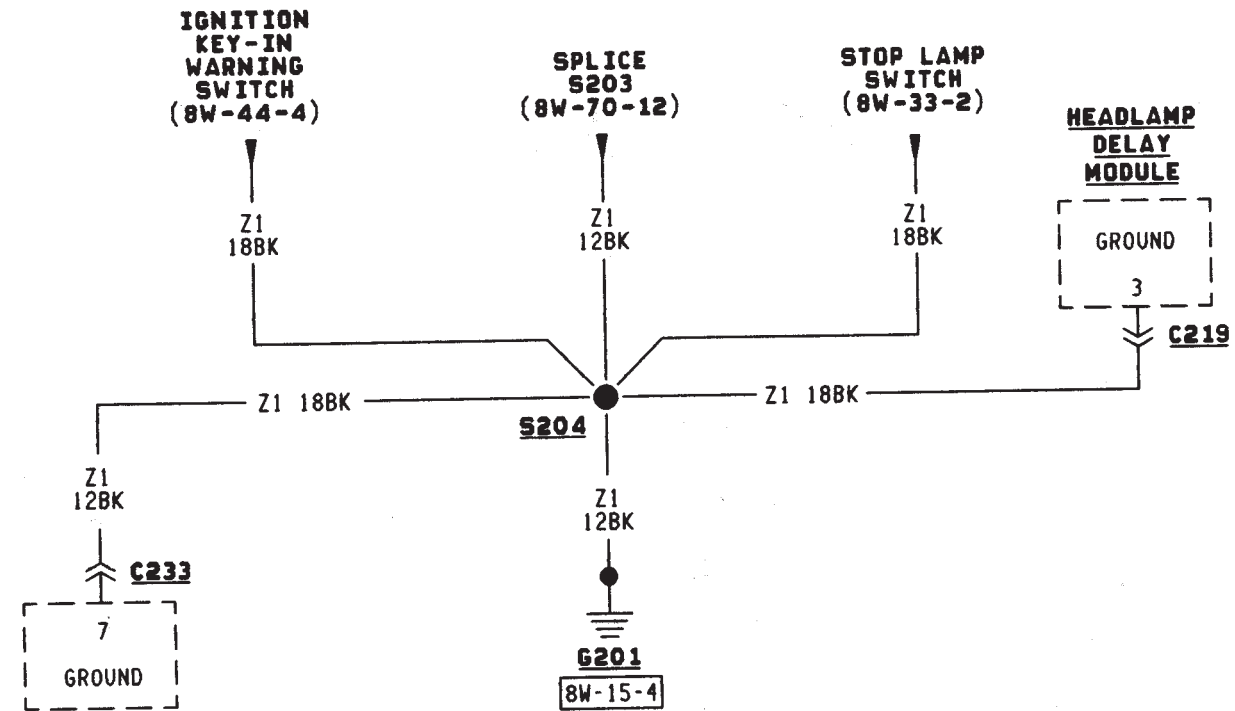 IGNITION
KEY-IN
WARNING
SWITCH
(8W-44-4)
SPLICE
S203
(8W-70-12)
STOP LAMP
SWITCH
(8W-33-2)
HEADLAMP
DELAY
MODULE
Z1
18BK
Z1
12BK
Z1
18BK
GROUND
3
C219
Z1 18BK
Z1 18BK
S204
Z1
12BK
Z1
12BK
C233
7
GROUND
G201
8W-15-4